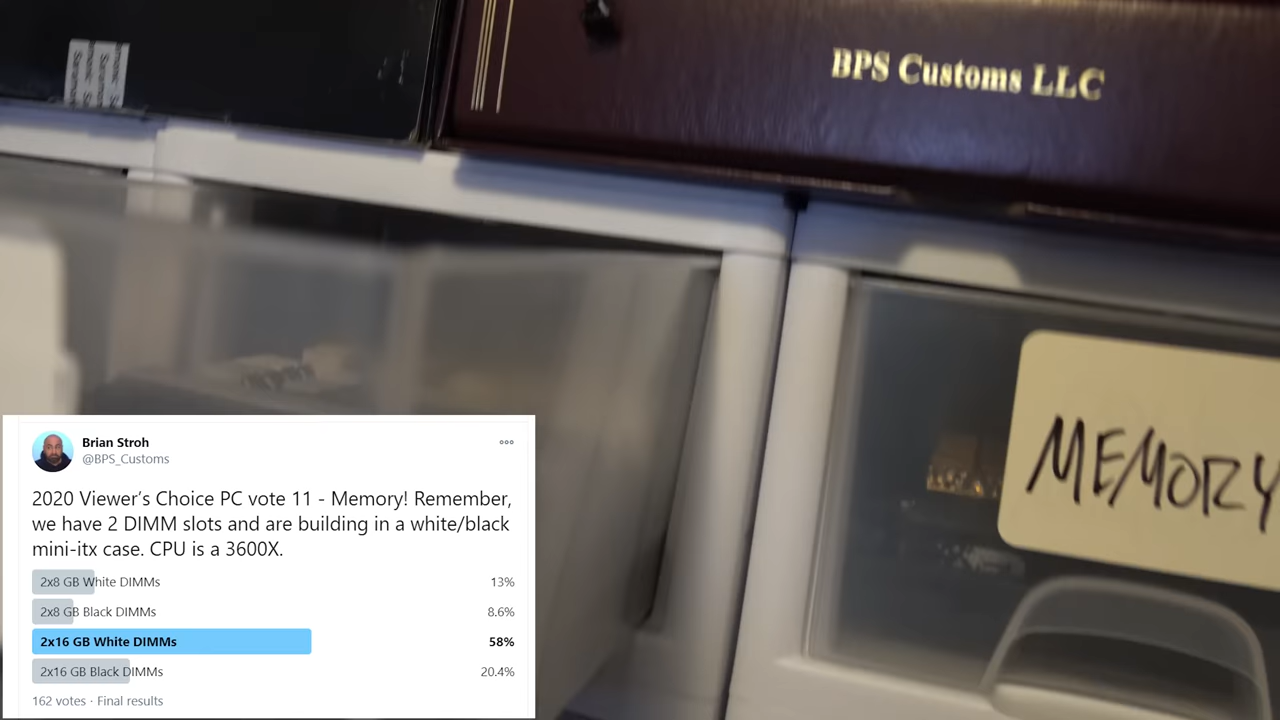 BPS Customs LLC
MEMORY
Brian Stroh
@BPS_Customs
2020 Viewer's Choice PC vote 11 - Memory! Remember,
we have 2 DIMM slots and are building in a white/black
mini-itx case. CPU is a 3600X.
2x8 GB White DIMMs 13%
2x8 GB Black DIMMs 8.6%
2x16 GB White DIMMs 58%
2x16 GB Black DIMMs 20.4%
162 votes · Final results